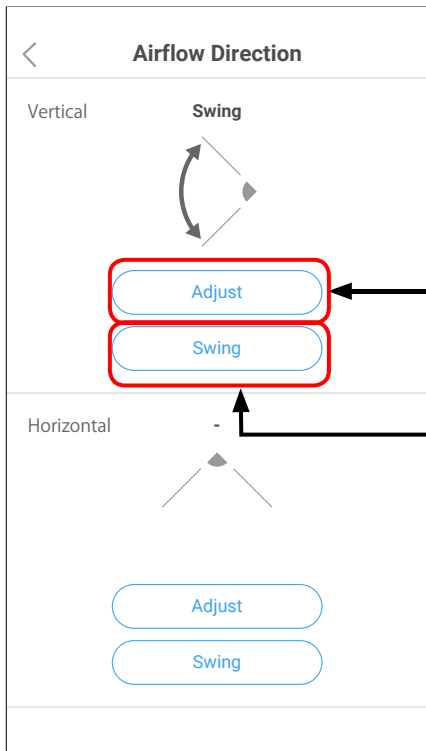 Airflow Direction
Vertical Swing
Adjust
Swing
Horizontal -
Adjust
Swing